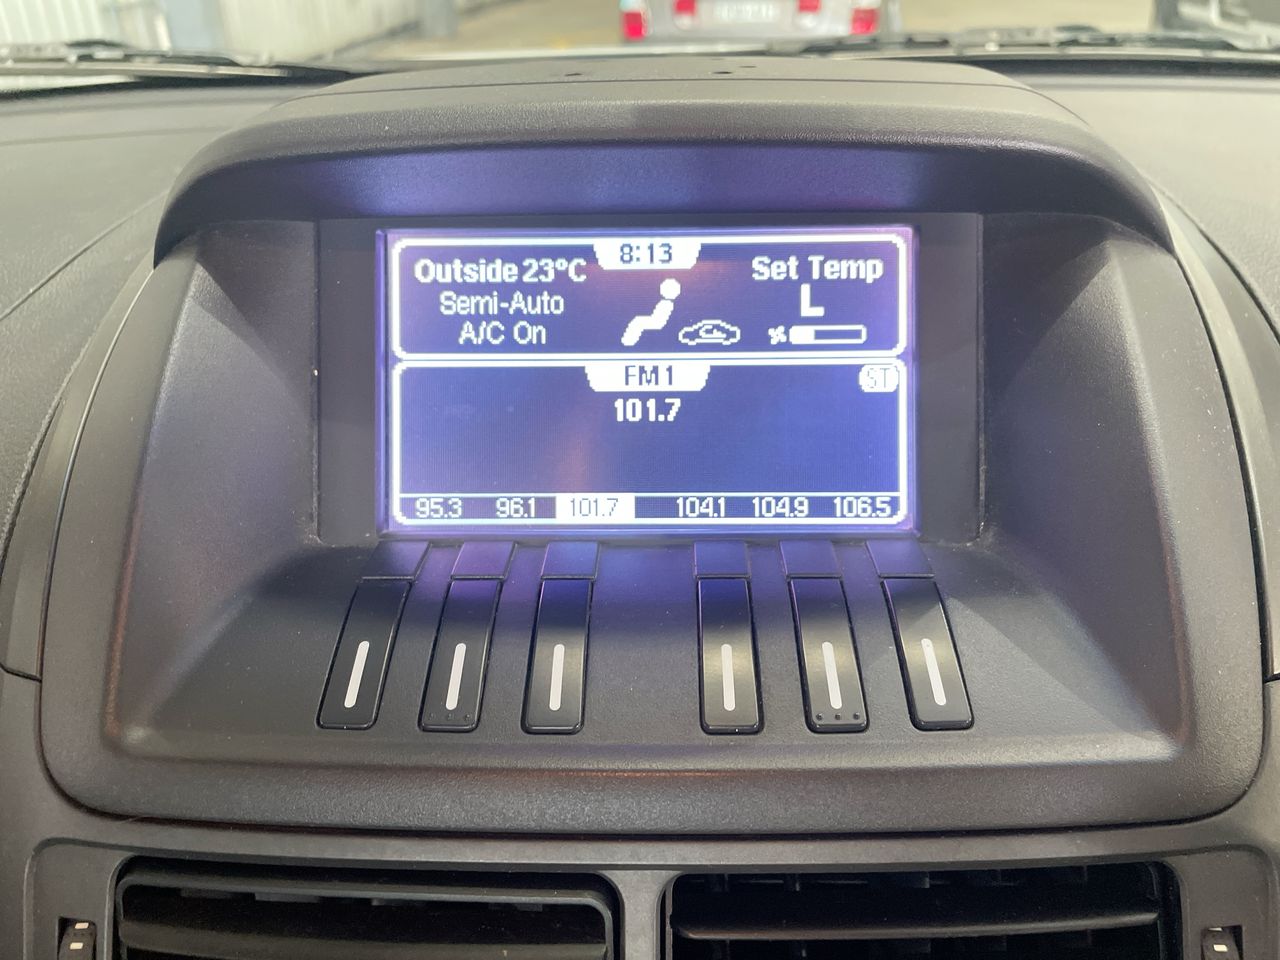 8:13
Outside 23°C
Semi-Auto
A/C On
Set Temp
L
FM1
ST
101.7
95.3 96.1 101.7 104.1 104.9 106.5